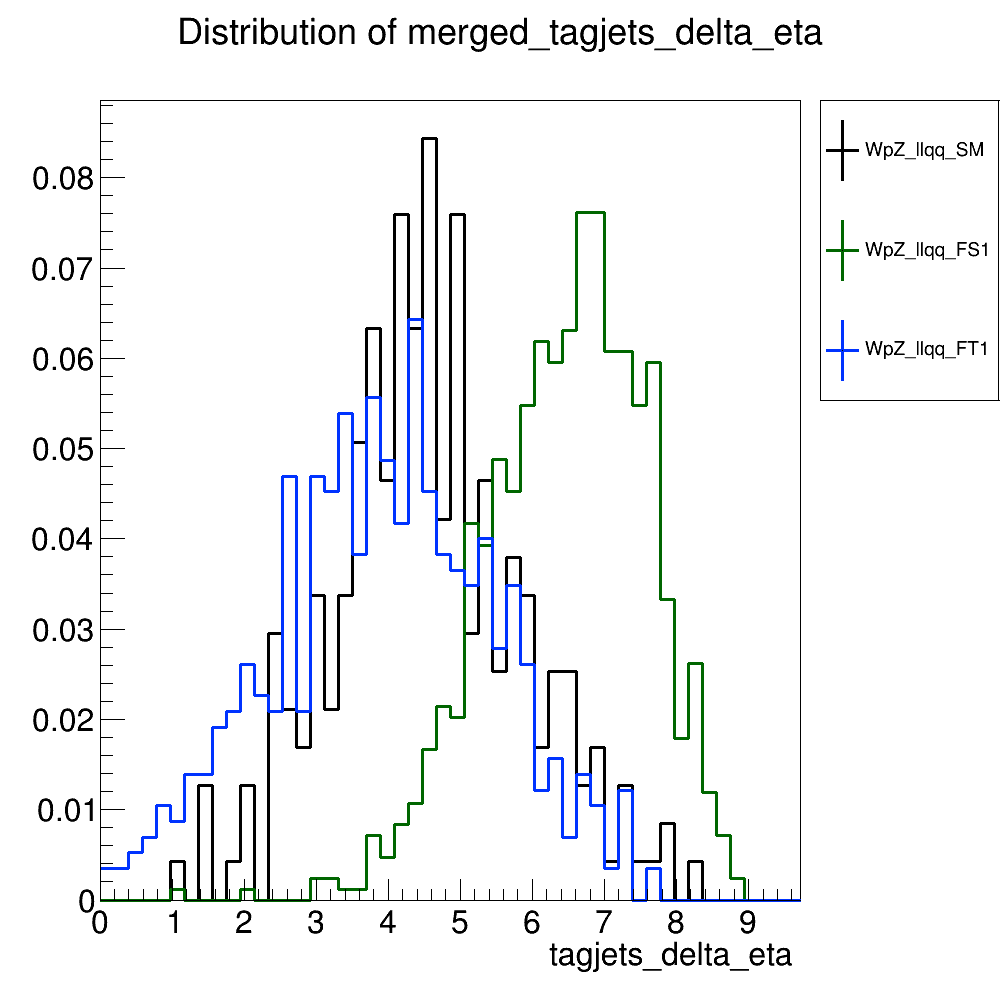 Distribution of merged_tagjets_delta_eta
WpZ_llqq_SM
WpZ_llqq_FS1
WpZ_llqq_FT1
0.08
0.07
0.06
0.05
0.04
0.03
0.02
0.01
0
0 1 2 3 4 5 6 7 8 9
tagjets_delta_eta